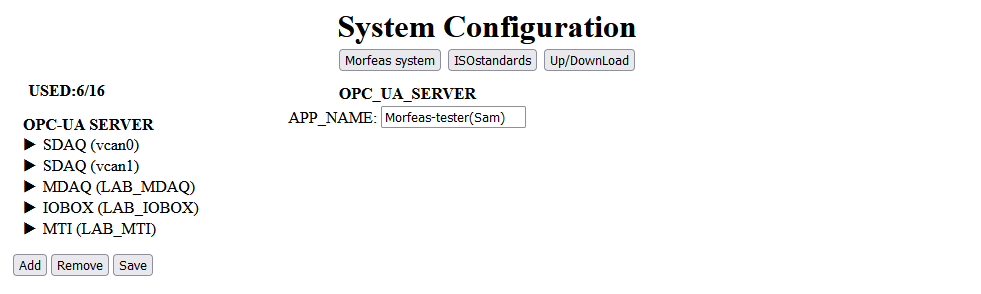 System Configuration
Morfeas system ISOstandards Up/DownLoad
USED:6/16
OPC_UA_SERVER
APP_NAME: Morfeas-tester(Sam)
OPC-UA SERVER
▶ SDAQ (vcan0)
▶ SDAQ (vcan1)
▶ MDAQ (LAB_MDAQ)
▶ IOBOX (LAB_IOBOX)
▶ MTI (LAB_MTI)
Add Remove Save